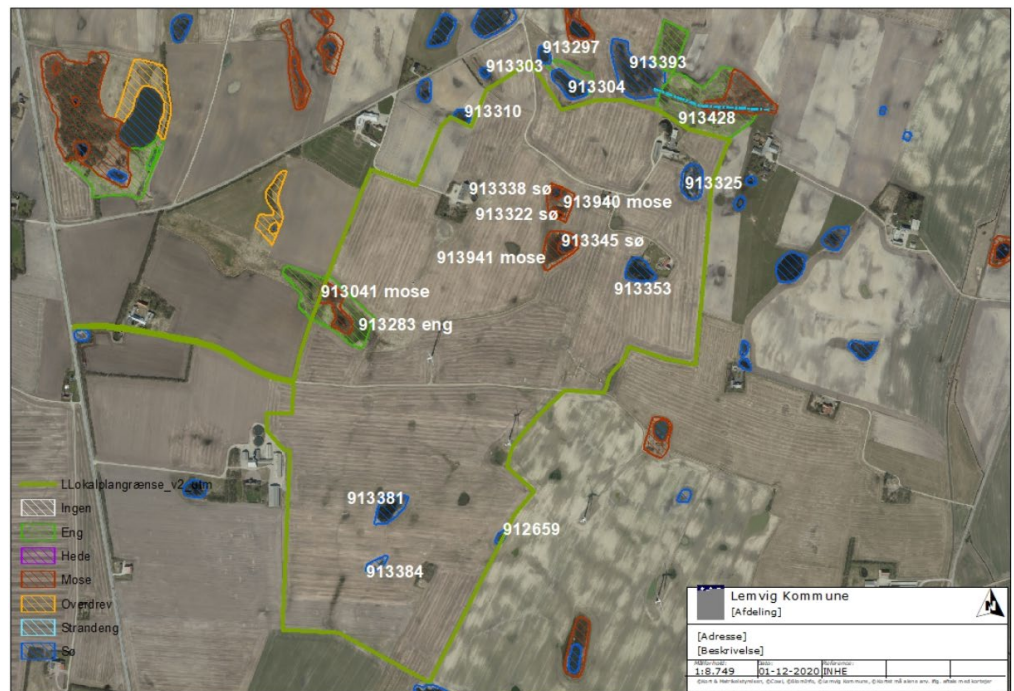 913297
913303
913393
913304
913310
913428
913338 sø
913325
913940 mose
913322 sø
913345 sø
913941 mose
913353
913041 mose
913283 eng
LLokalplangrænse_v2_btm
Ingen
913381
Eng
912659
Hede
913384
Mose
Overdrev
Strandeng
Sø
Lemvig Kommune
[Afdeling]
N
[Adresse]
[Beskrivelse]
1:8.749 01-12-2020 INHE